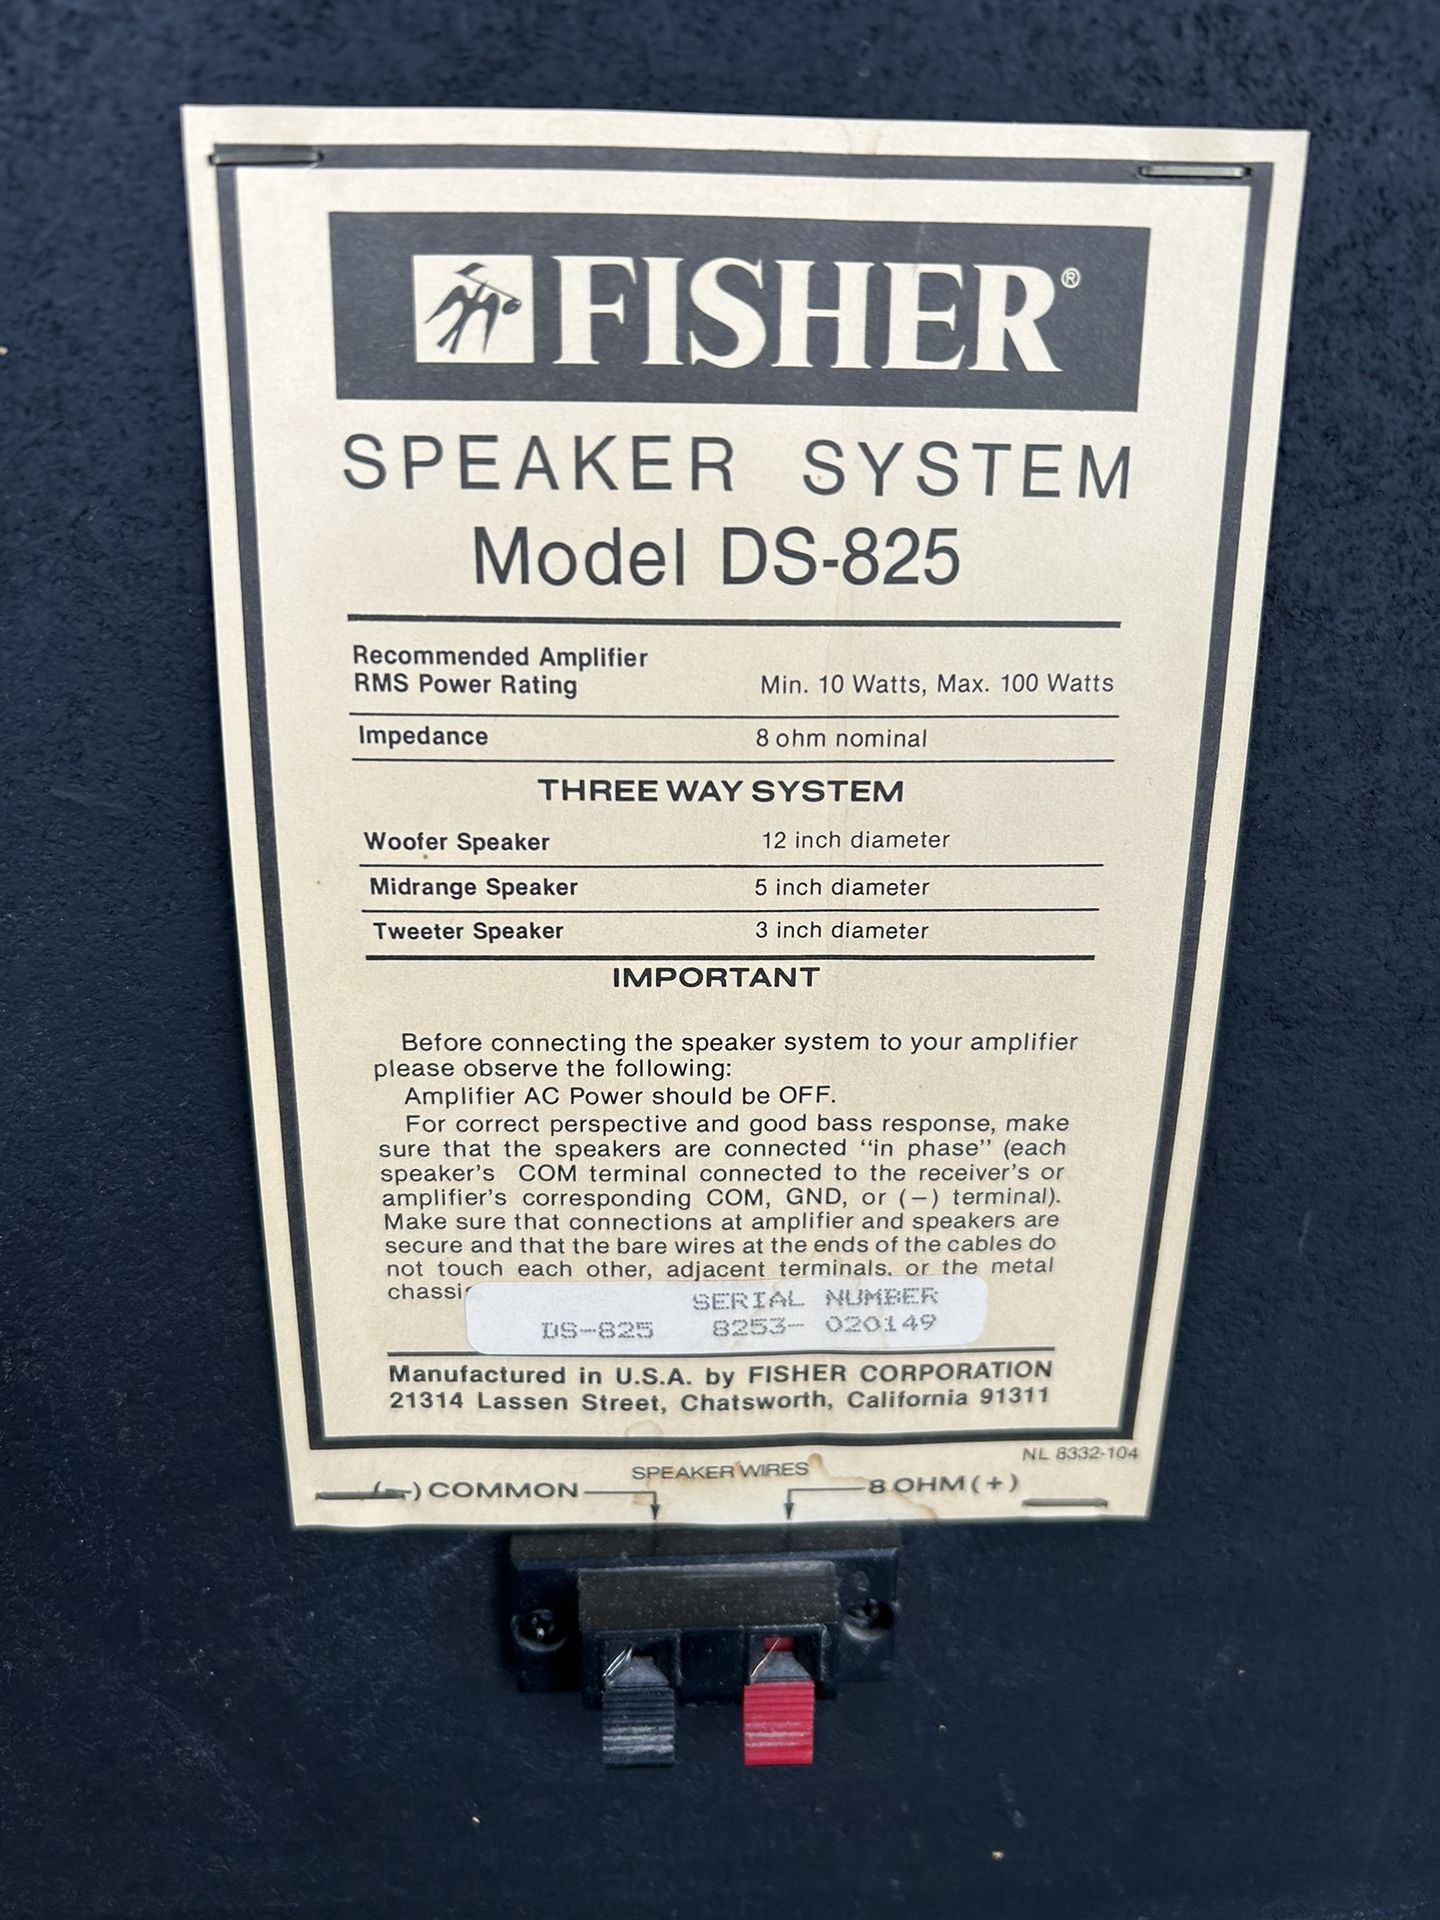 FISHER®
SPEAKER SYSTEM
Model DS-825
Recommended Amplifier
RMS Power Rating Min. 10 Watts, Max. 100 Watts
Impedance 8 ohm nominal
THREE WAY SYSTEM
Woofer Speaker 12 inch diameter
Midrange Speaker 5 inch diameter
Tweeter Speaker 3 inch diameter
IMPORTANT
Before connecting the speaker system to your amplifier
please observe the following:
Amplifier AC Power should be OFF.
For correct perspective and good bass response, make
sure that the speakers are connected “in phase” (each
speaker's COM terminal connected to the receiver's or
amplifier's corresponding COM, GND, or (−) terminal).
Make sure that connections at amplifier and speakers are
secure and that the bare wires at the ends of the cables do
not touch each other, adjacent terminals, or the metal
SERIAL NUMBER
DS-825 8253- 020149
Manufactured in U.S.A. by FISHER CORPORATION
21314 Lassen Street, Chatsworth, California 91311
NL 8332-104
SPEAKER WIRES
(−) COMMON 8 OHM (+)